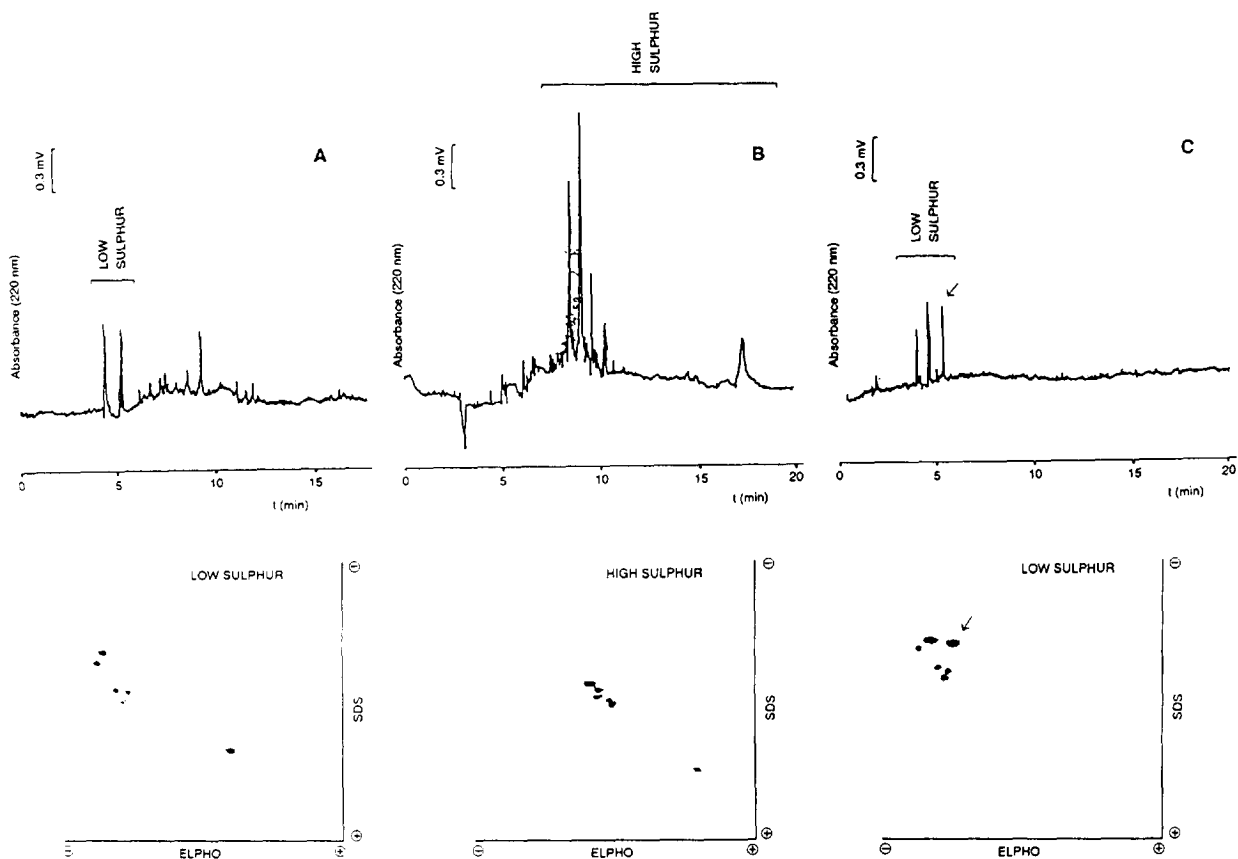 HIGH
SULPHUR
0.3 mV
A
LOW
SULPHUR
Absorbance (220 nm)
0 5 10 15
t (min)
0.3 mV
B
Absorbance (220 nm)
0 5 10 15 20
t (min)
0.3 mV
C
LOW
SULPHUR
Absorbance (220 nm)
0 5 10 15 20
t (min)
LOW SULPHUR
⊖
SDS
⊕
⊖ ELPHO ⊕
HIGH SULPHUR
⊖
SDS
⊕
⊖ ELPHO ⊕
LOW SULPHUR
⊖
SDS
⊕
⊖ ELPHO ⊕